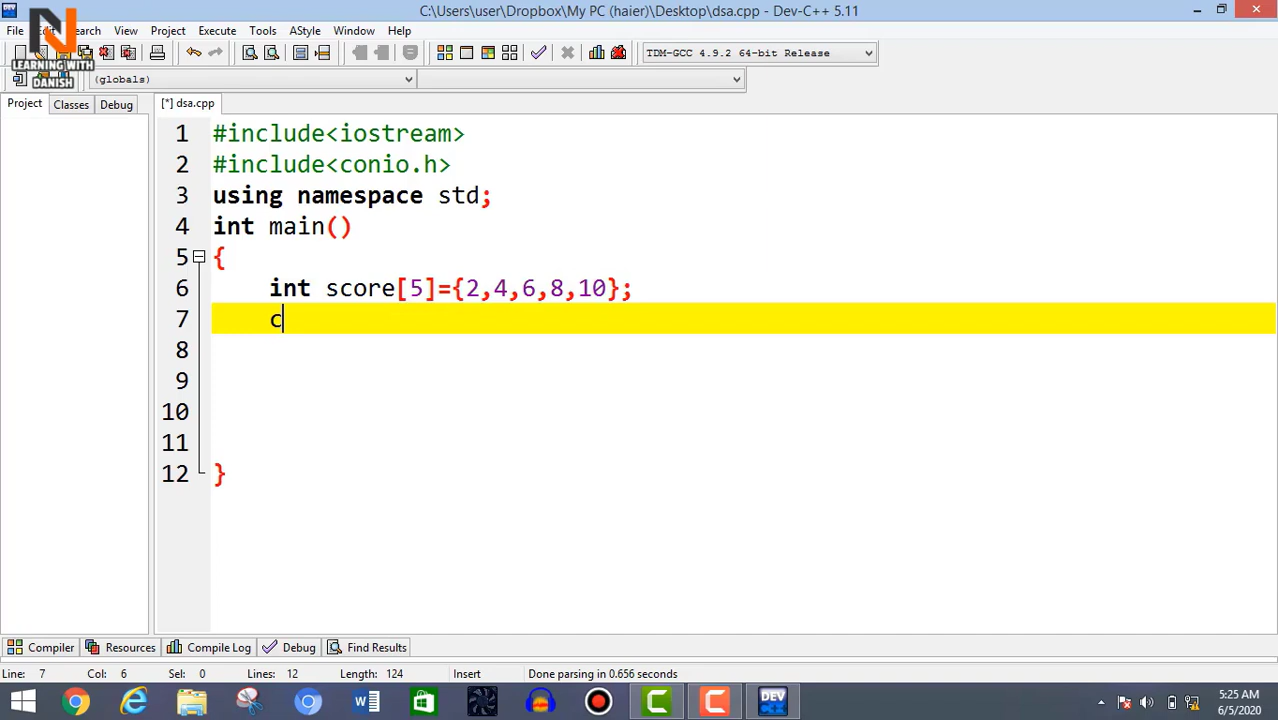 C:\Users\user\Dropbox\My PC (haier)\Desktop\dsa.cpp - Dev-C++ 5.11
File Edit Search View Project Execute Tools AStyle Window Help
TDM-GCC 4.9.2 64-bit Release
LEARNING WITH
DANISH
(globals)
Project Classes Debug
[*] dsa.cpp
1 #include<iostream>
2 #include<conio.h>
3 using namespace std;
4 int main()
5 {
6 int score[5]={2,4,6,8,10};
7 c
8
9
10
11
12 }
Compiler Resources Compile Log Debug Find Results
Line: 7 Col: 6 Sel: 0 Lines: 12 Length: 124 Insert Done parsing in 0.656 seconds
DEV
C++
5:25 AM
6/5/2020